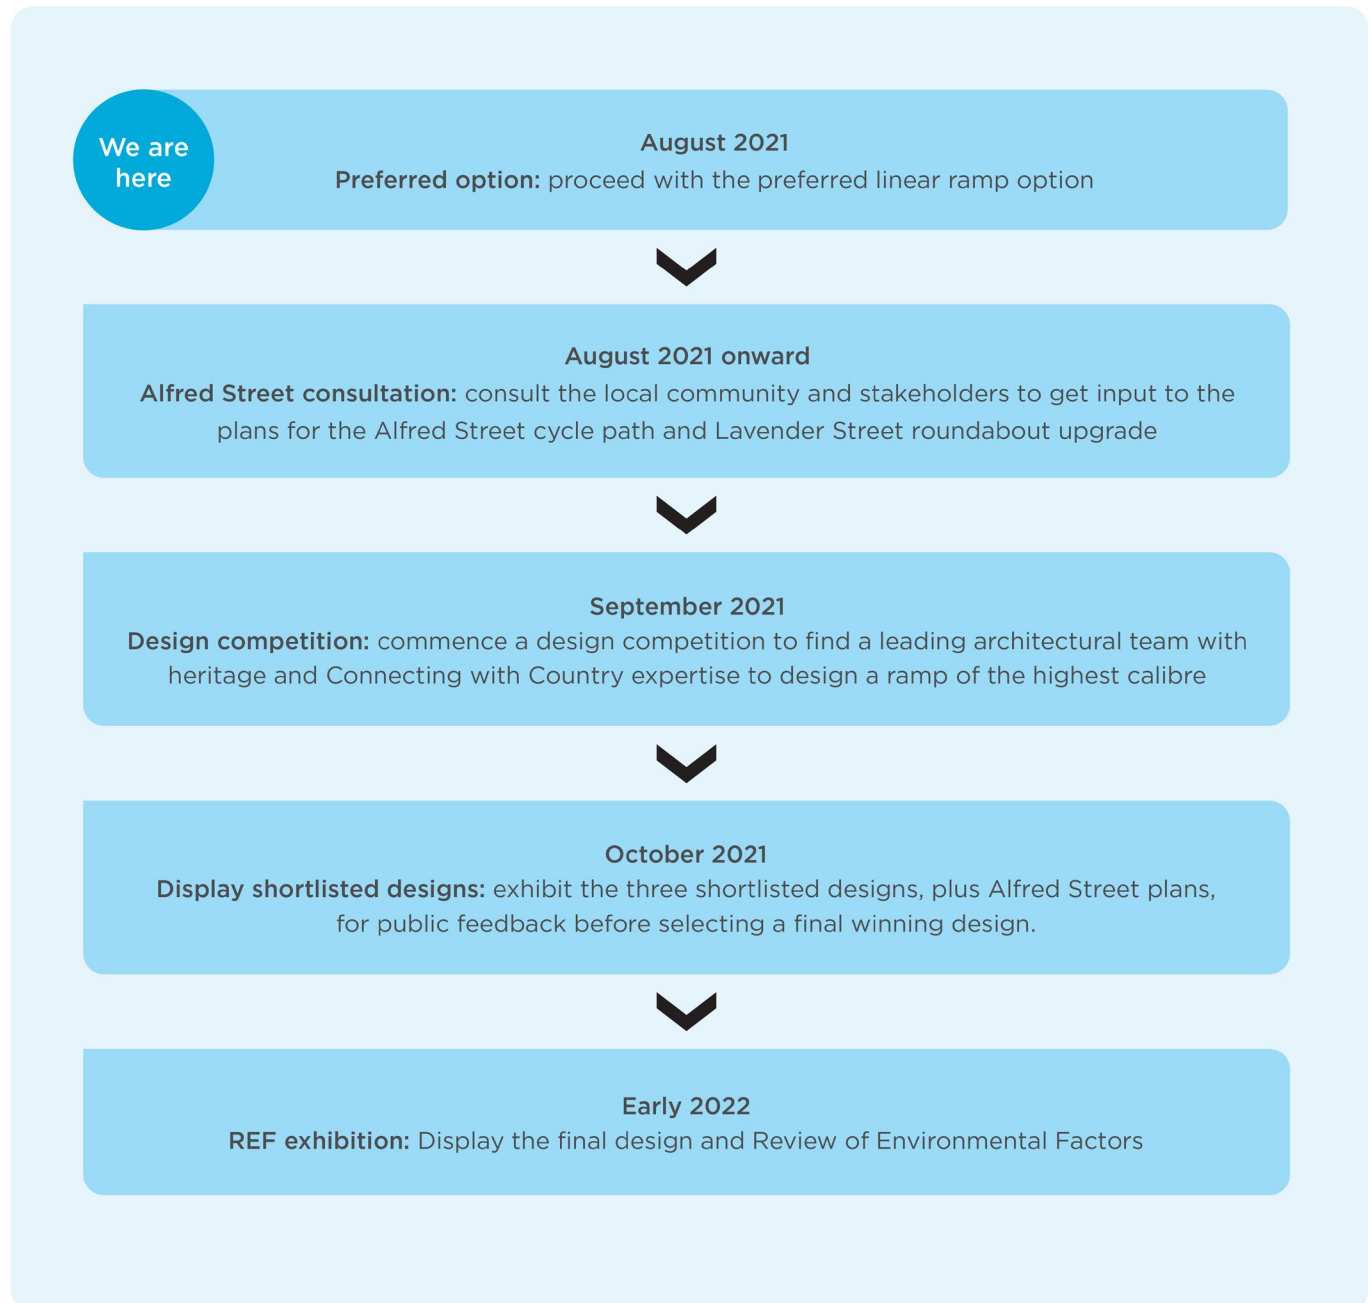 We are
here
August 2021
Preferred option: proceed with the preferred linear ramp option
August 2021 onward
Alfred Street consultation: consult the local community and stakeholders to get input to the
plans for the Alfred Street cycle path and Lavender Street roundabout upgrade
September 2021
Design competition: commence a design competition to find a leading architectural team with
heritage and Connecting with Country expertise to design a ramp of the highest calibre
October 2021
Display shortlisted designs: exhibit the three shortlisted designs, plus Alfred Street plans,
for public feedback before selecting a final winning design.
Early 2022
REF exhibition: Display the final design and Review of Environmental Factors